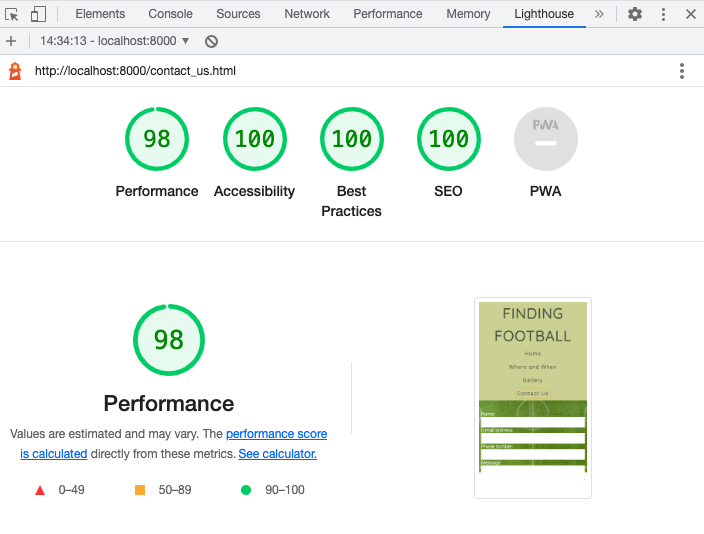 Elements Console Sources Network Performance Memory Lighthouse »
14:34:13 - localhost:8000
http://localhost:8000/contact_us.html
98 100 100 100 PWA
Performance Accessibility Best Practices SEO PWA
98
Performance
Values are estimated and may vary. The performance score
is calculated directly from these metrics. See calculator.
0–49 50–89 90–100
FINDING
FOOTBALL
Home
Where and When
Gallery
Contact Us
Name
E-mail address
Phone number
Message